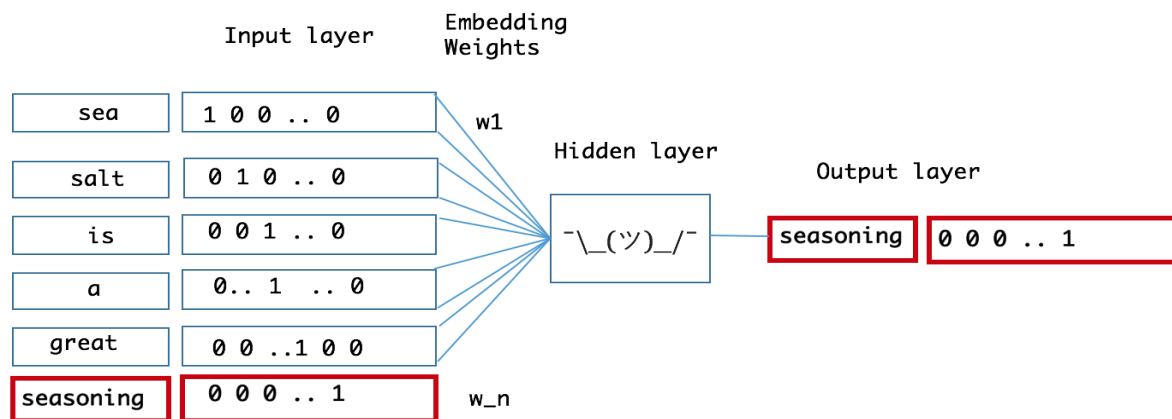 Input layer
Embedding
Weights
sea 1 0 0 .. 0
w1
salt 0 1 0 .. 0
is 0 0 1 .. 0
a 0.. 1 .. 0
great 0 0 ..1 0 0
seasoning 0 0 0 .. 1
w_n
Hidden layer
¯\_(ツ)_/¯
Output layer
seasoning 0 0 0 .. 1